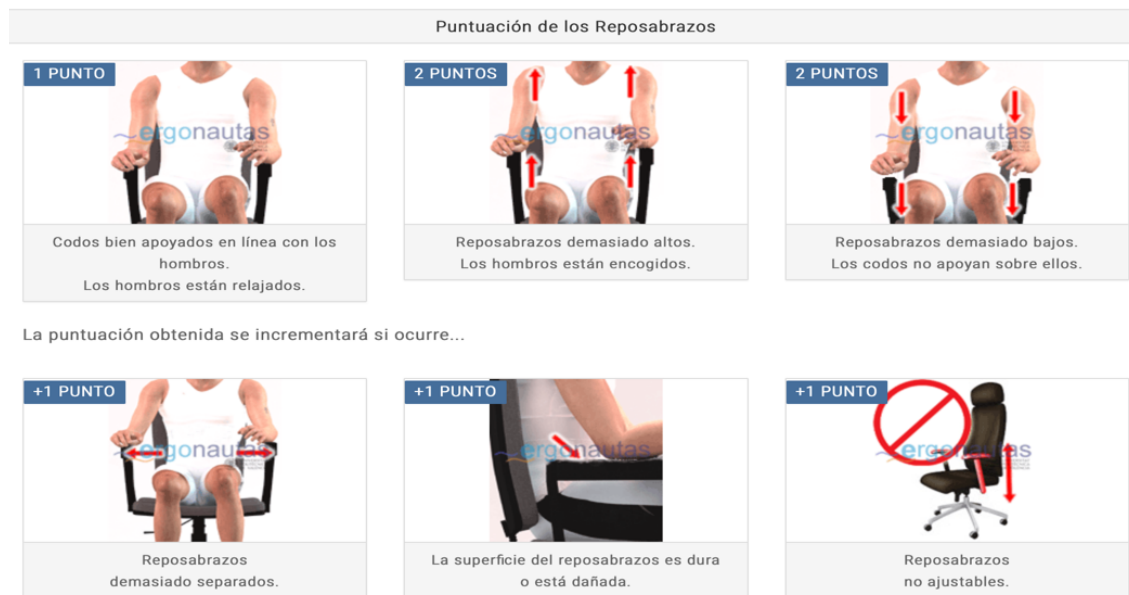 Puntuación de los Reposabrazos
1 PUNTO
ergonautas
Codos bien apoyados en línea con los
hombros.
Los hombros están relajados.
2 PUNTOS
ergonautas
Reposabrazos demasiado altos.
Los hombros están encogidos.
2 PUNTOS
ergonautas
Reposabrazos demasiado bajos.
Los codos no apoyan sobre ellos.
La puntuación obtenida se incrementará si ocurre...
+1 PUNTO
ergonautas
Reposabrazos
demasiado separados.
+1 PUNTO
ergonautas
La superficie del reposabrazos es dura
o está dañada.
+1 PUNTO
ergonautas
Reposabrazos
no ajustables.